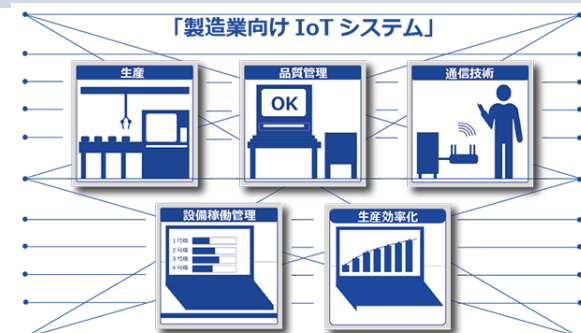 「製造業向け IoT システム」
生産
品質管理
通信技術
OK
設備稼働管理
生産効率化
1号機
2号機
3号機
4号機